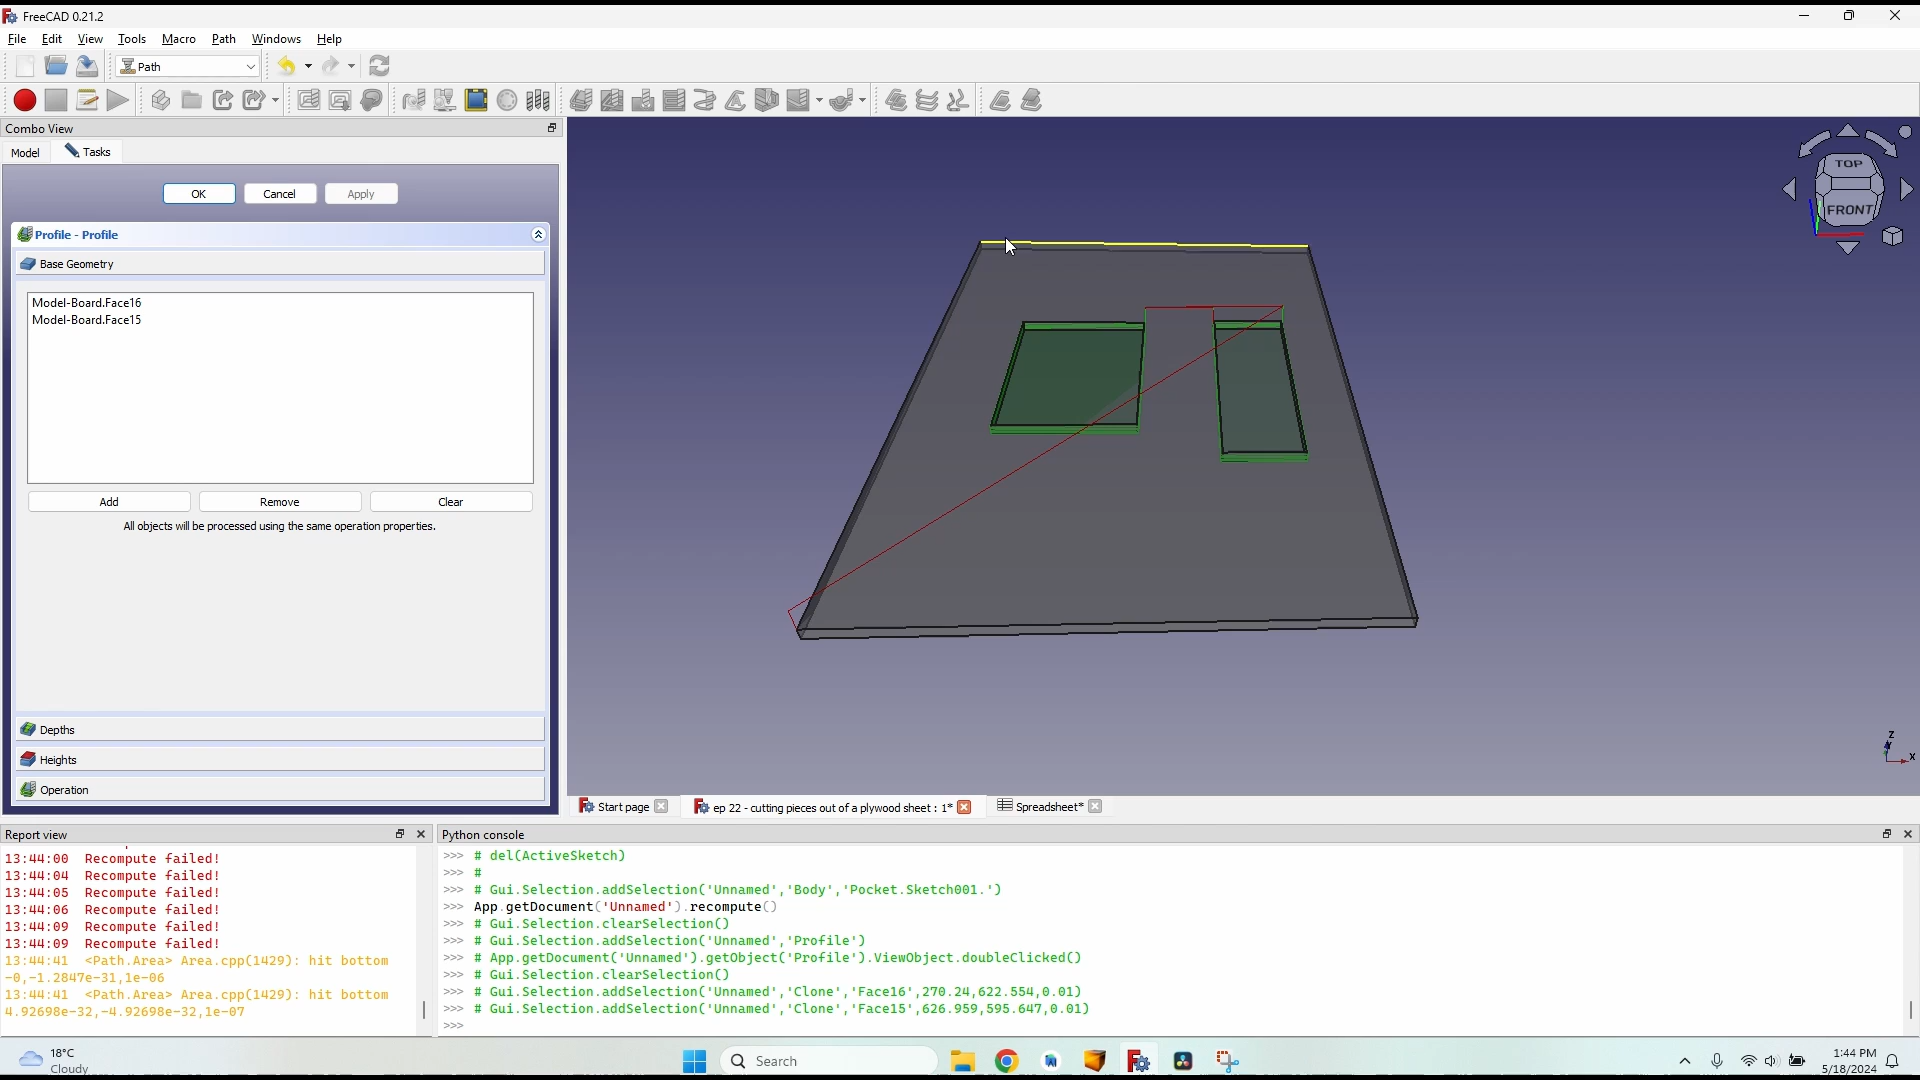 FreeCAD 0.21.2
File Edit View Tools Macro Path Windows Help
Path
Combo View
Model Tasks
OK Cancel Apply
Profile - Profile
Base Geometry
Model-Board.Face16
Model-Board.Face15
Add Remove Clear
All objects will be processed using the same operation properties.
Depths
Heights
Operation
TOP
FRONT
Z
X
Start page
ep 22 - cutting pieces out of a plywood sheet : 1*
Spreadsheet*
Report view
13:44:00 Recompute failed!
13:44:04 Recompute failed!
13:44:05 Recompute failed!
13:44:06 Recompute failed!
13:44:09 Recompute failed!
13:44:09 Recompute failed!
13:44:41 <Path.Area> Area.cpp(1429): hit bottom
-0,-1.2847e-31,1e-06
13:44:41 <Path.Area> Area.cpp(1429): hit bottom
4.92698e-32,-4.92698e-32,1e-07
Python console
>>> # del(ActiveSketch)
>>> #
>>> # Gui.Selection.addSelection('Unnamed','Body','Pocket.Sketch001.')
>>> App.getDocument('Unnamed').recompute()
>>> # Gui.Selection.clearSelection()
>>> # Gui.Selection.addSelection('Unnamed','Profile')
>>> # App.getDocument('Unnamed').getObject('Profile').ViewObject.doubleClicked()
>>> # Gui.Selection.clearSelection()
>>> # Gui.Selection.addSelection('Unnamed','Clone','Face16',270.24,622.554,0.01)
>>> # Gui.Selection.addSelection('Unnamed','Clone','Face15',626.959,595.647,0.01)
>>>
18°C
Cloudy
Search
1:44 PM
5/18/2024